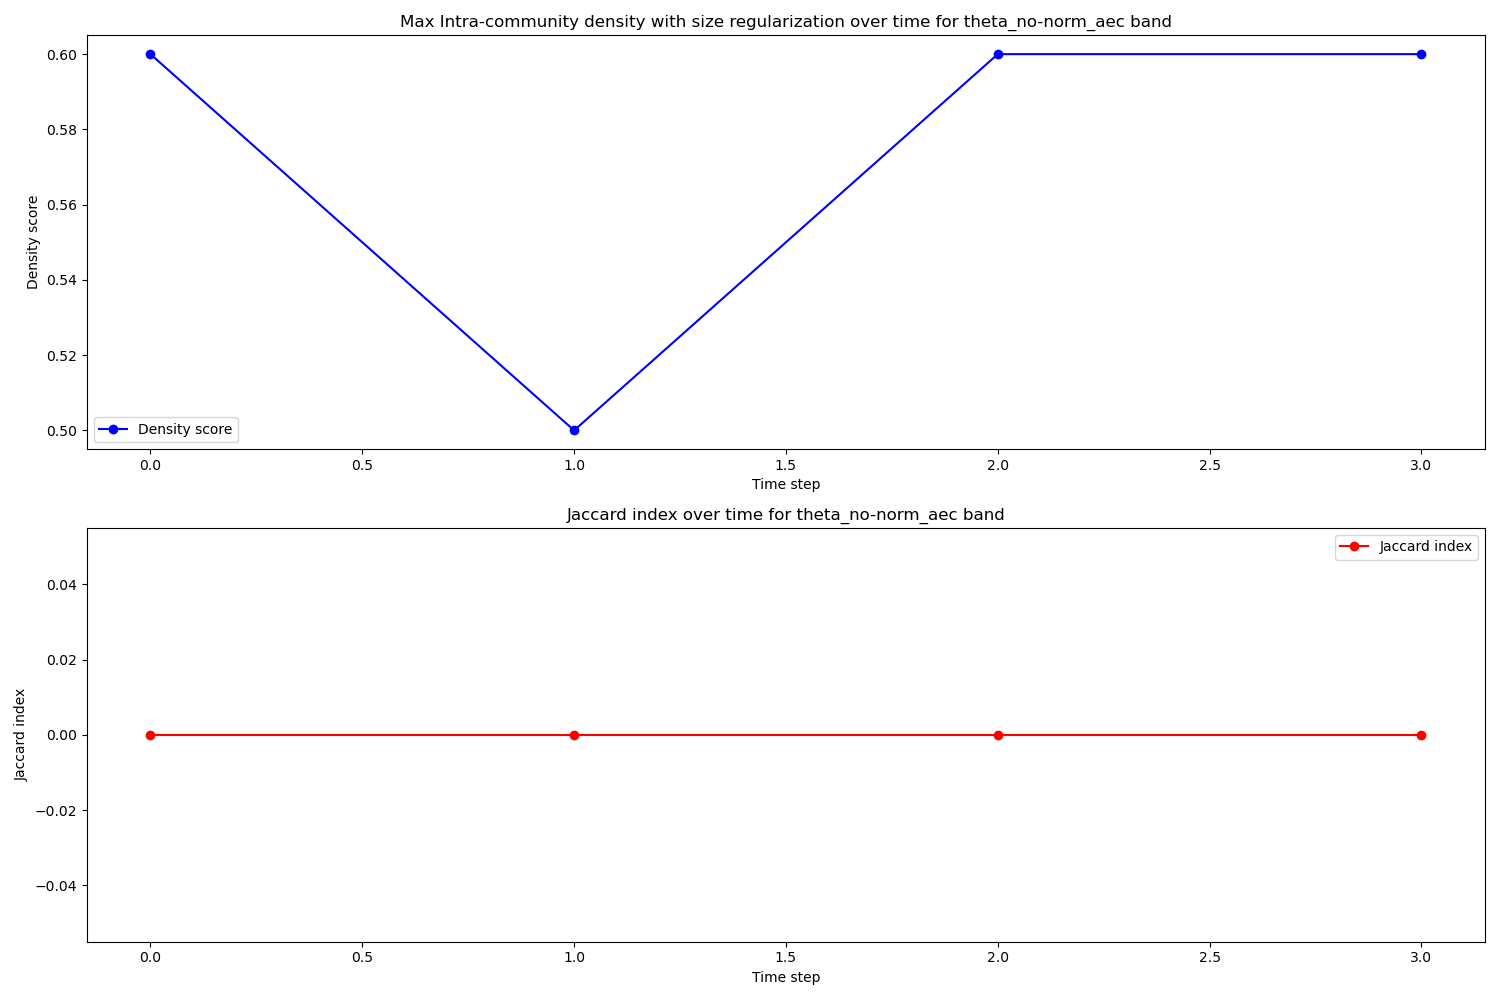 Max Intra-community density with size regularization over time for theta_no-norm_aec band
Density score
0.60
0.58
0.56
0.54
0.52
0.50
Density score
0.0 0.5 1.0 1.5 2.0 2.5 3.0
Time step
Jaccard index over time for theta_no-norm_aec band
Jaccard index
Jaccard index
0.04
0.02
0.00
−0.02
−0.04
0.0 0.5 1.0 1.5 2.0 2.5 3.0
Time step